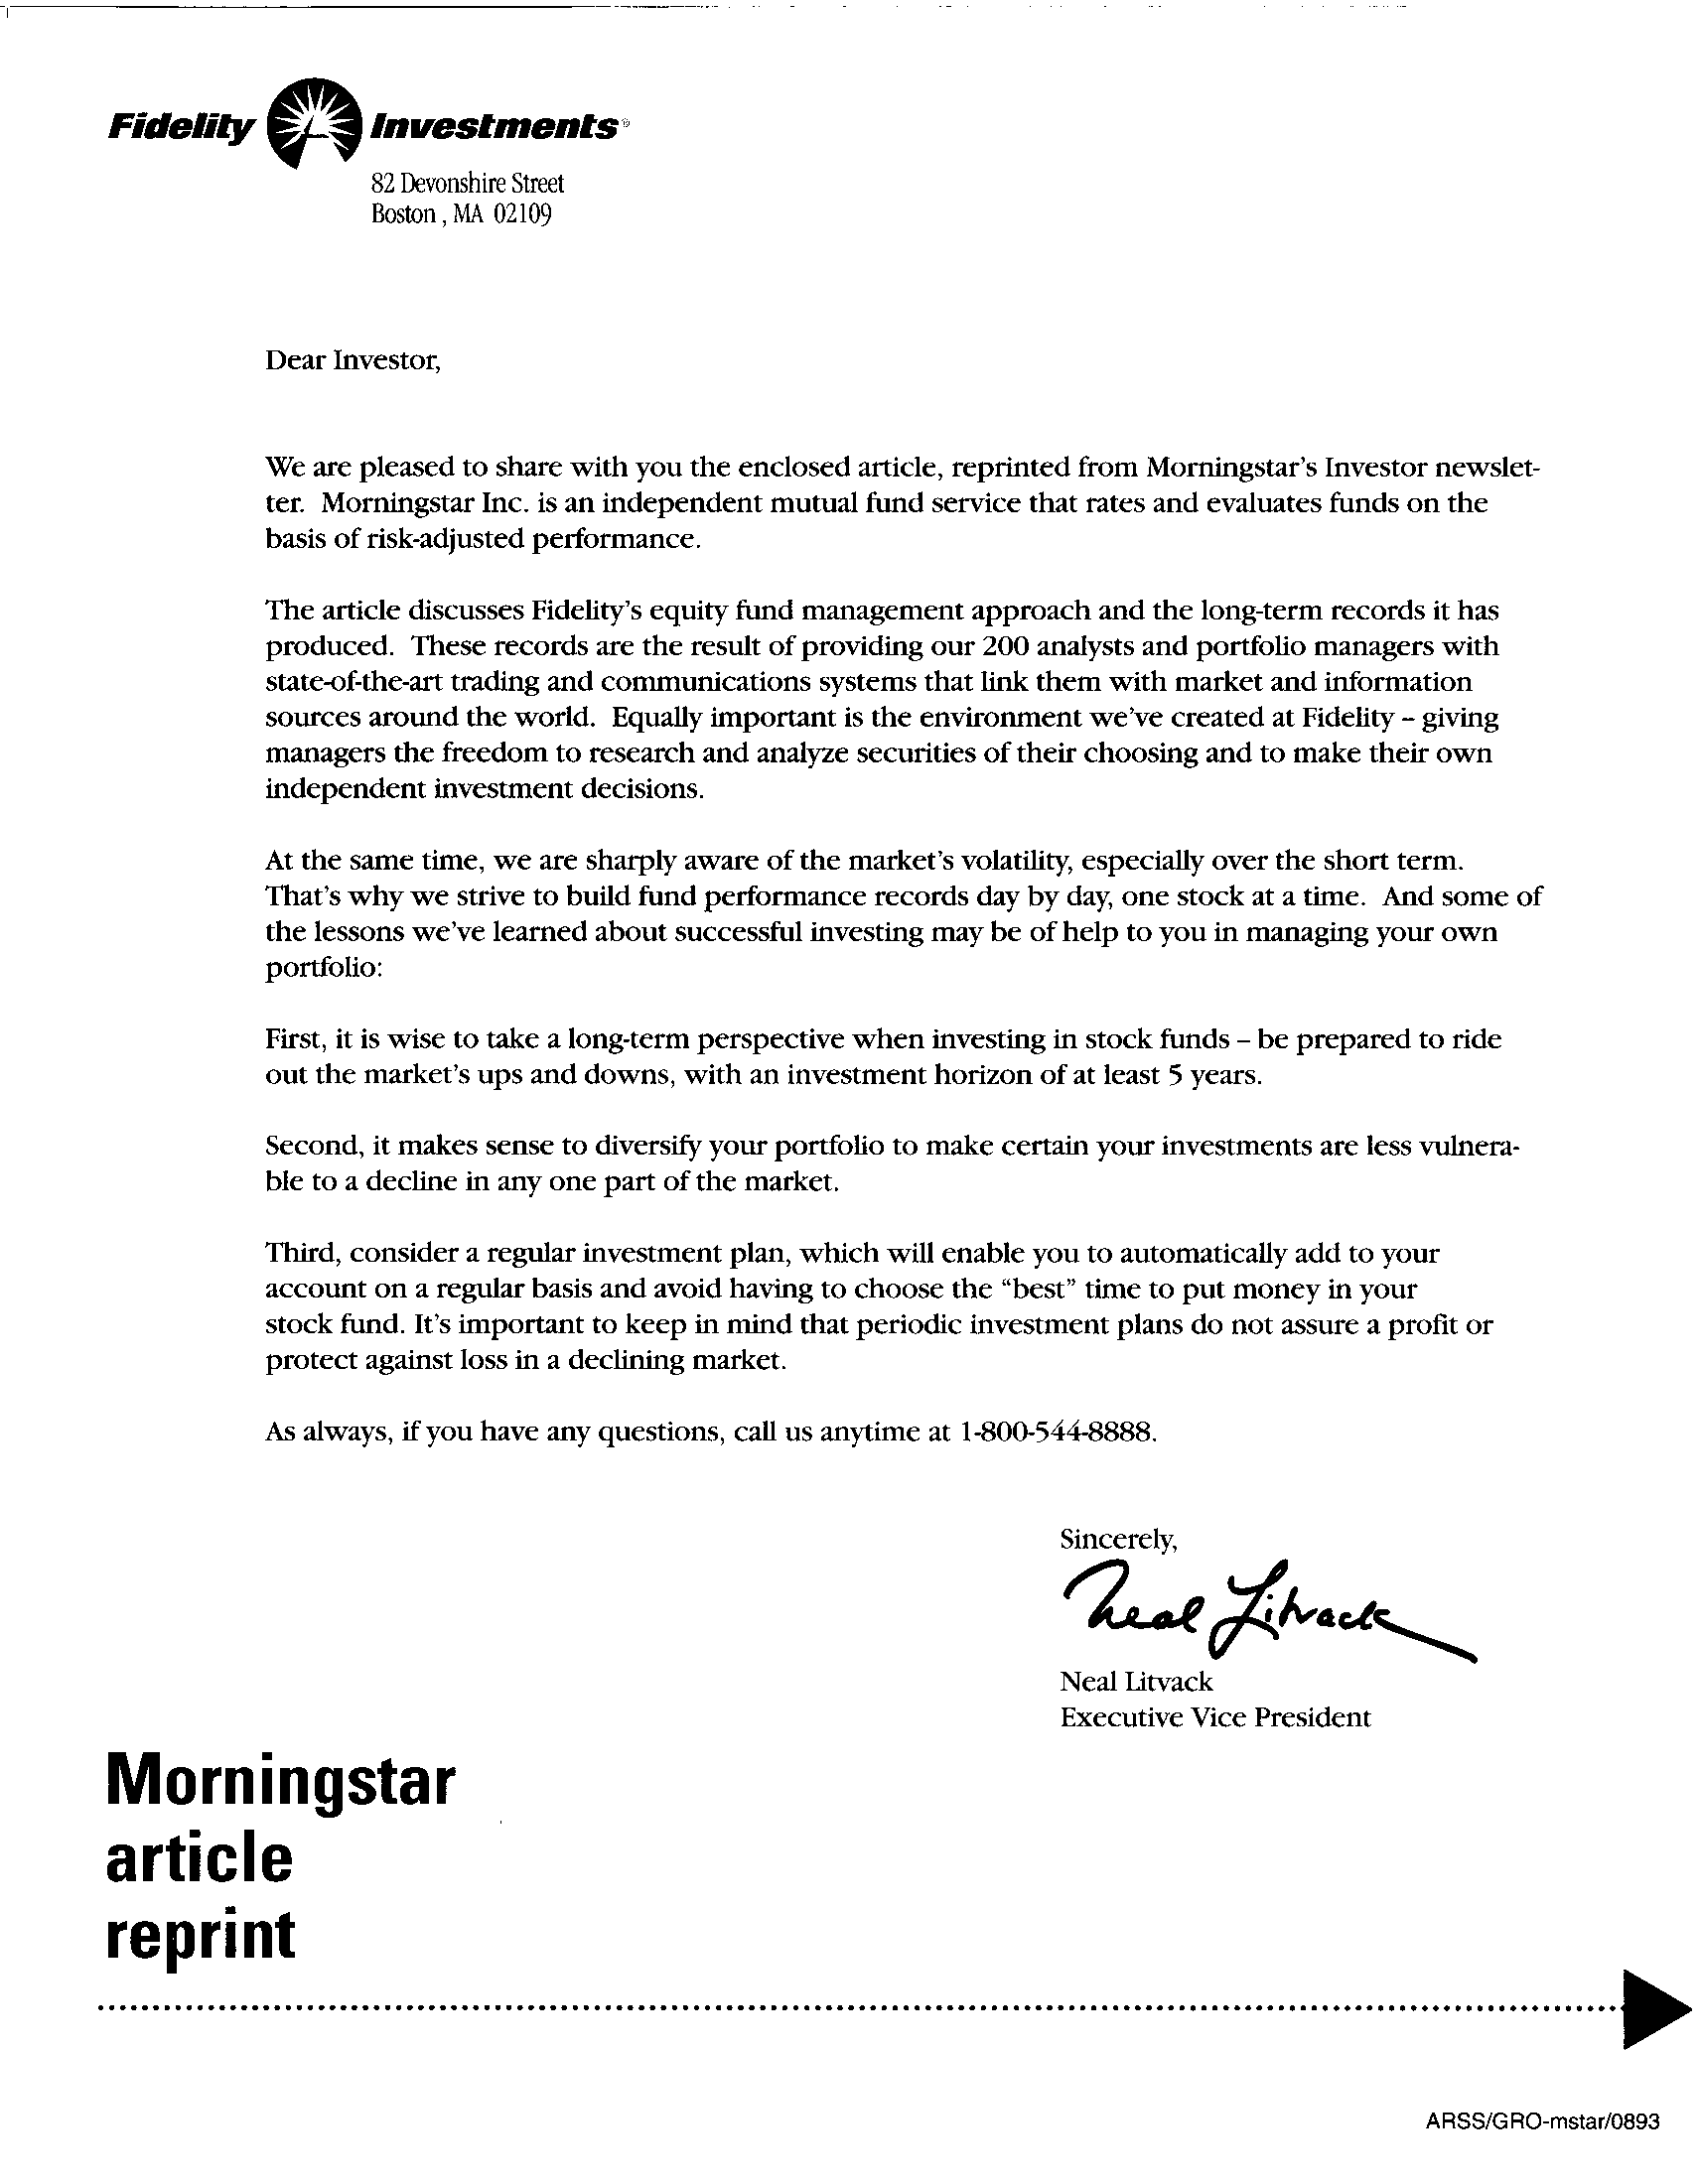 Fidelity Investments®
82 Devonshire Street
Boston , MA 02109
Dear Investor,
We are pleased to share with you the enclosed article, reprinted from Morningstar's Investor newslet-
ter. Morningstar Inc. is an independent mutual fund service that rates and evaluates funds on the
basis of risk-adjusted performance.
The article discusses Fidelity's equity fund management approach and the long-term records it has
produced. These records are the result of providing our 200 analysts and portfolio managers with
state-of-the-art trading and communications systems that link them with market and information
sources around the world. Equally important is the environment we've created at Fidelity – giving
managers the freedom to research and analyze securities of their choosing and to make their own
independent investment decisions.
At the same time, we are sharply aware of the market's volatility, especially over the short term.
That's why we strive to build fund performance records day by day, one stock at a time. And some of
the lessons we've learned about successful investing may be of help to you in managing your own
portfolio:
First, it is wise to take a long-term perspective when investing in stock funds – be prepared to ride
out the market's ups and downs, with an investment horizon of at least 5 years.
Second, it makes sense to diversify your portfolio to make certain your investments are less vulnera-
ble to a decline in any one part of the market.
Third, consider a regular investment plan, which will enable you to automatically add to your
account on a regular basis and avoid having to choose the “best” time to put money in your
stock fund. It's important to keep in mind that periodic investment plans do not assure a profit or
protect against loss in a declining market.
As always, if you have any questions, call us anytime at 1-800-544-8888.
Sincerely,
Neal Litvack
Neal Litvack
Executive Vice President
Morningstar
article
reprint
ARSS/GRO-mstar/0893